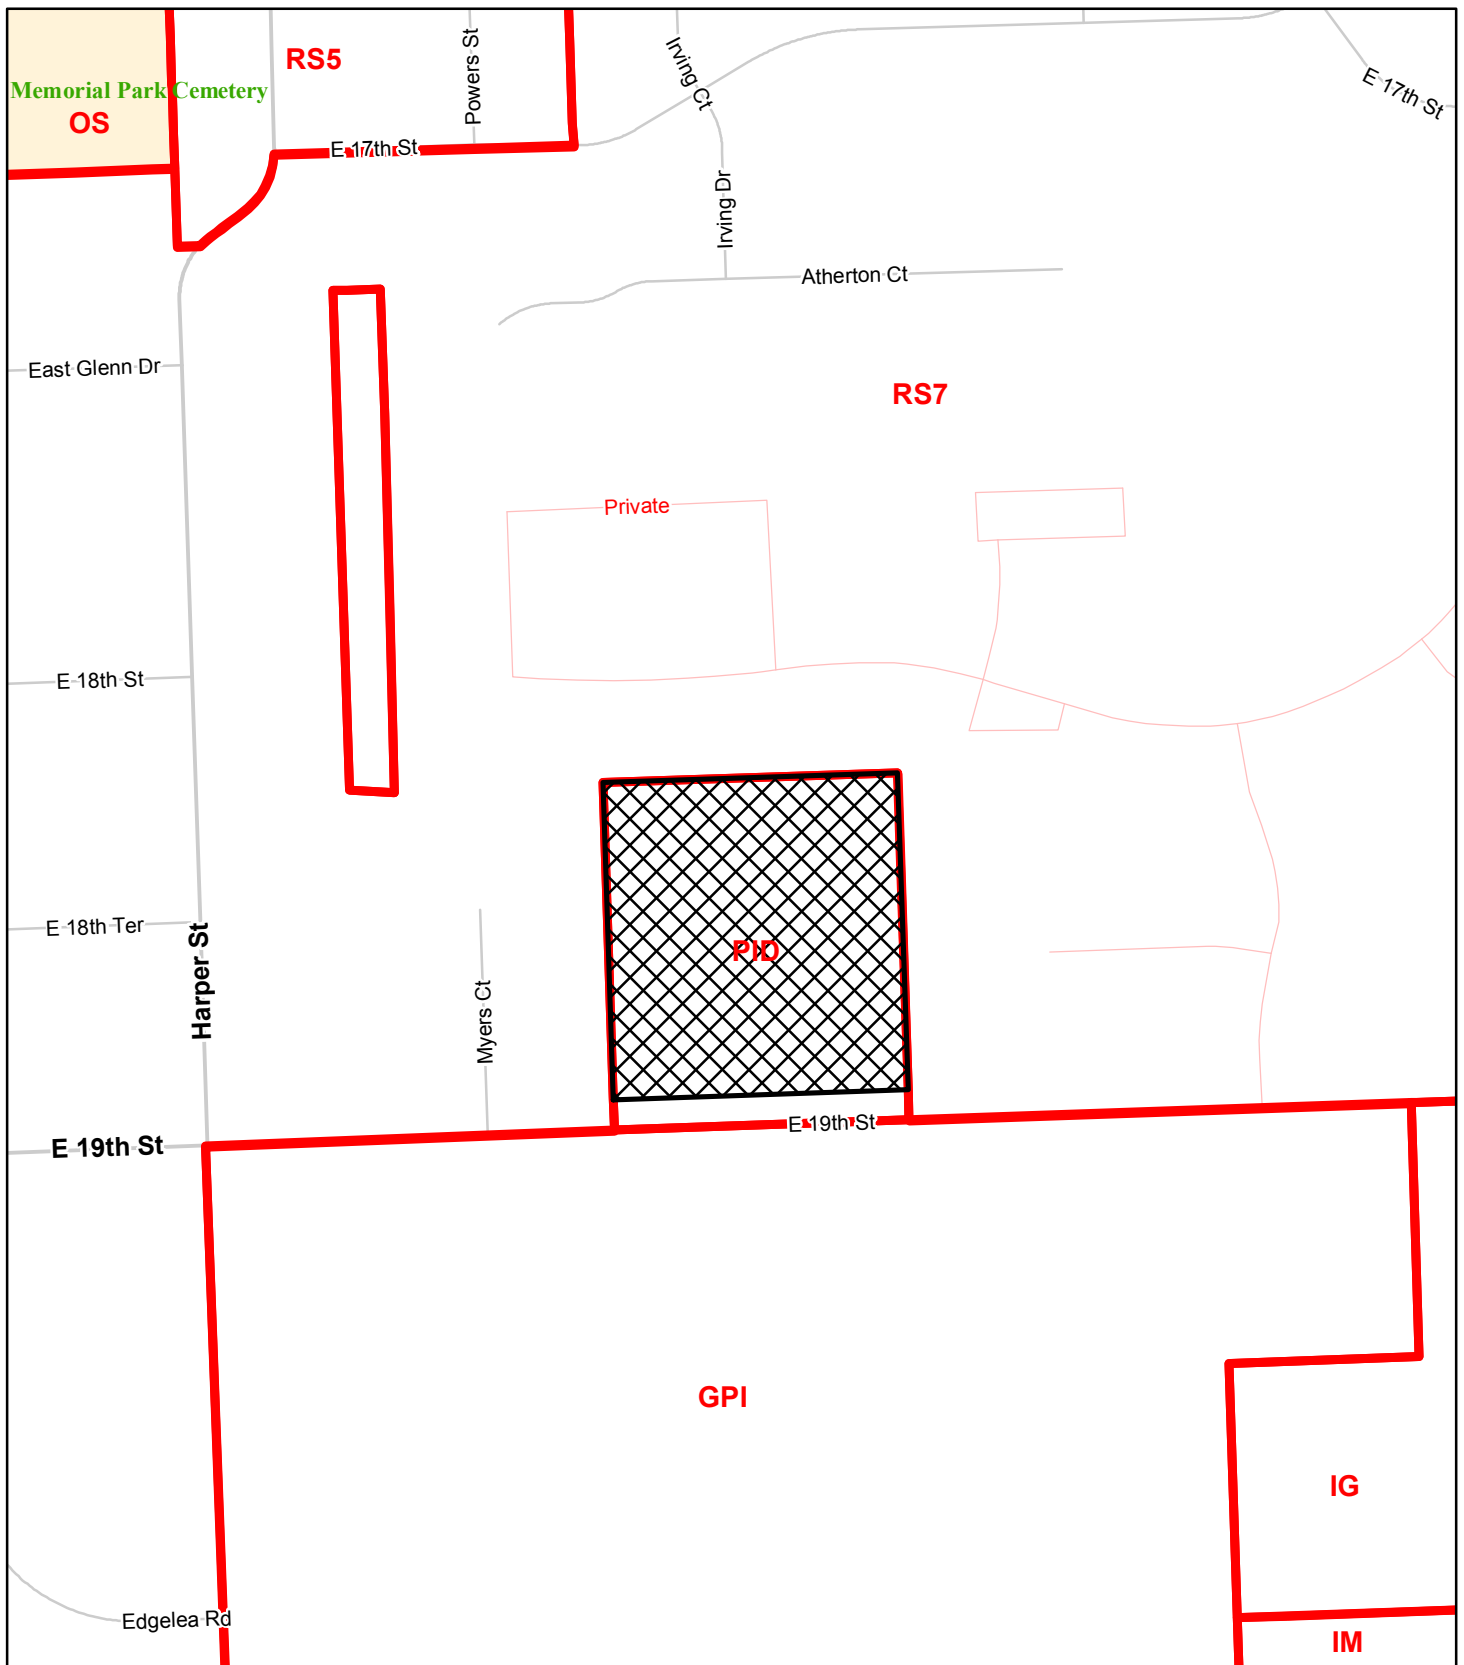 RS5
Powers St
Irving Ct
E 17th St
Memorial Park Cemetery
OS
E 17th St
Irving Dr
Atherton Ct
East Glenn Dr
RS7
Private
E 18th St
E 18th Ter
Harper St
PID
Myers Ct
E 19th St
E 19th St
GPI
IG
Edgelea Rd
IM